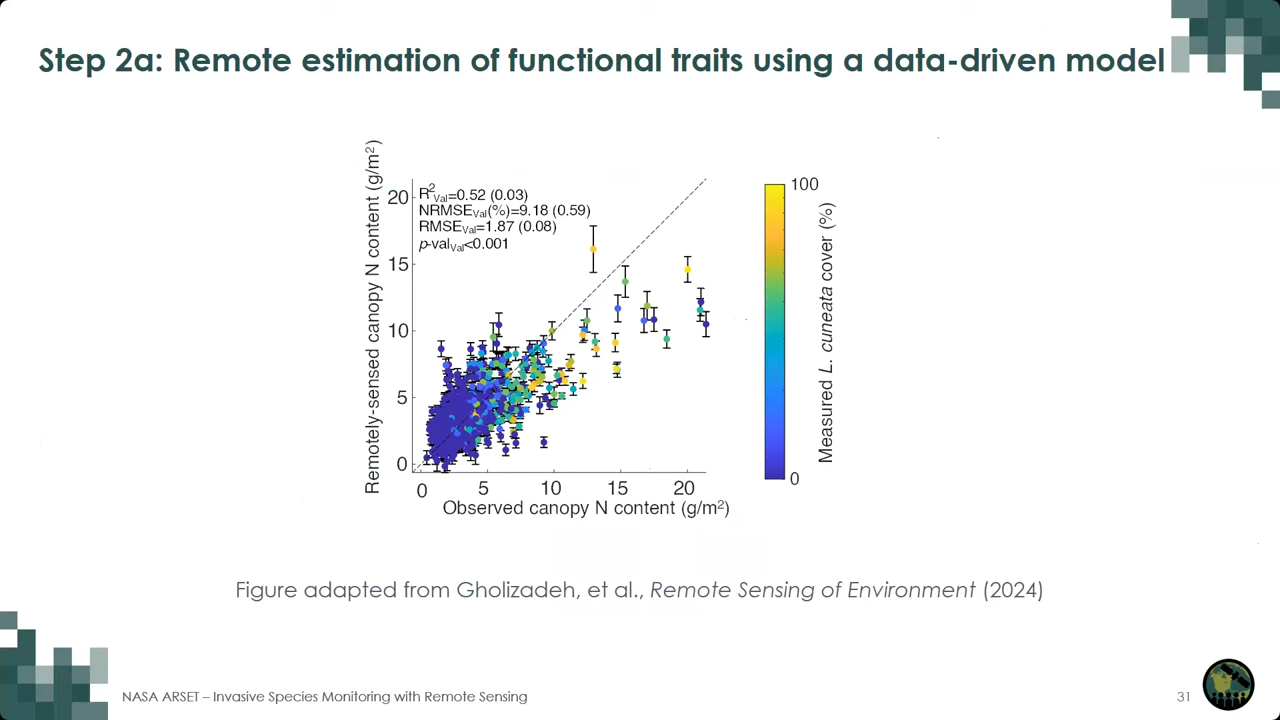 Step 2a: Remote estimation of functional traits using a data-driven model
Remotely-sensed canopy N content (g/m²)
20
15
10
5
0
R²Val=0.52 (0.03)
NRMSEVal(%)=9.18 (0.59)
RMSEVal=1.87 (0.08)
p-valVal<0.001
0
5
10
15
20
Observed canopy N content (g/m²)
100
0
Measured L. cuneata cover (%)
Figure adapted from Gholizadeh, et al., Remote Sensing of Environment (2024)
NASA ARSET – Invasive Species Monitoring with Remote Sensing
31